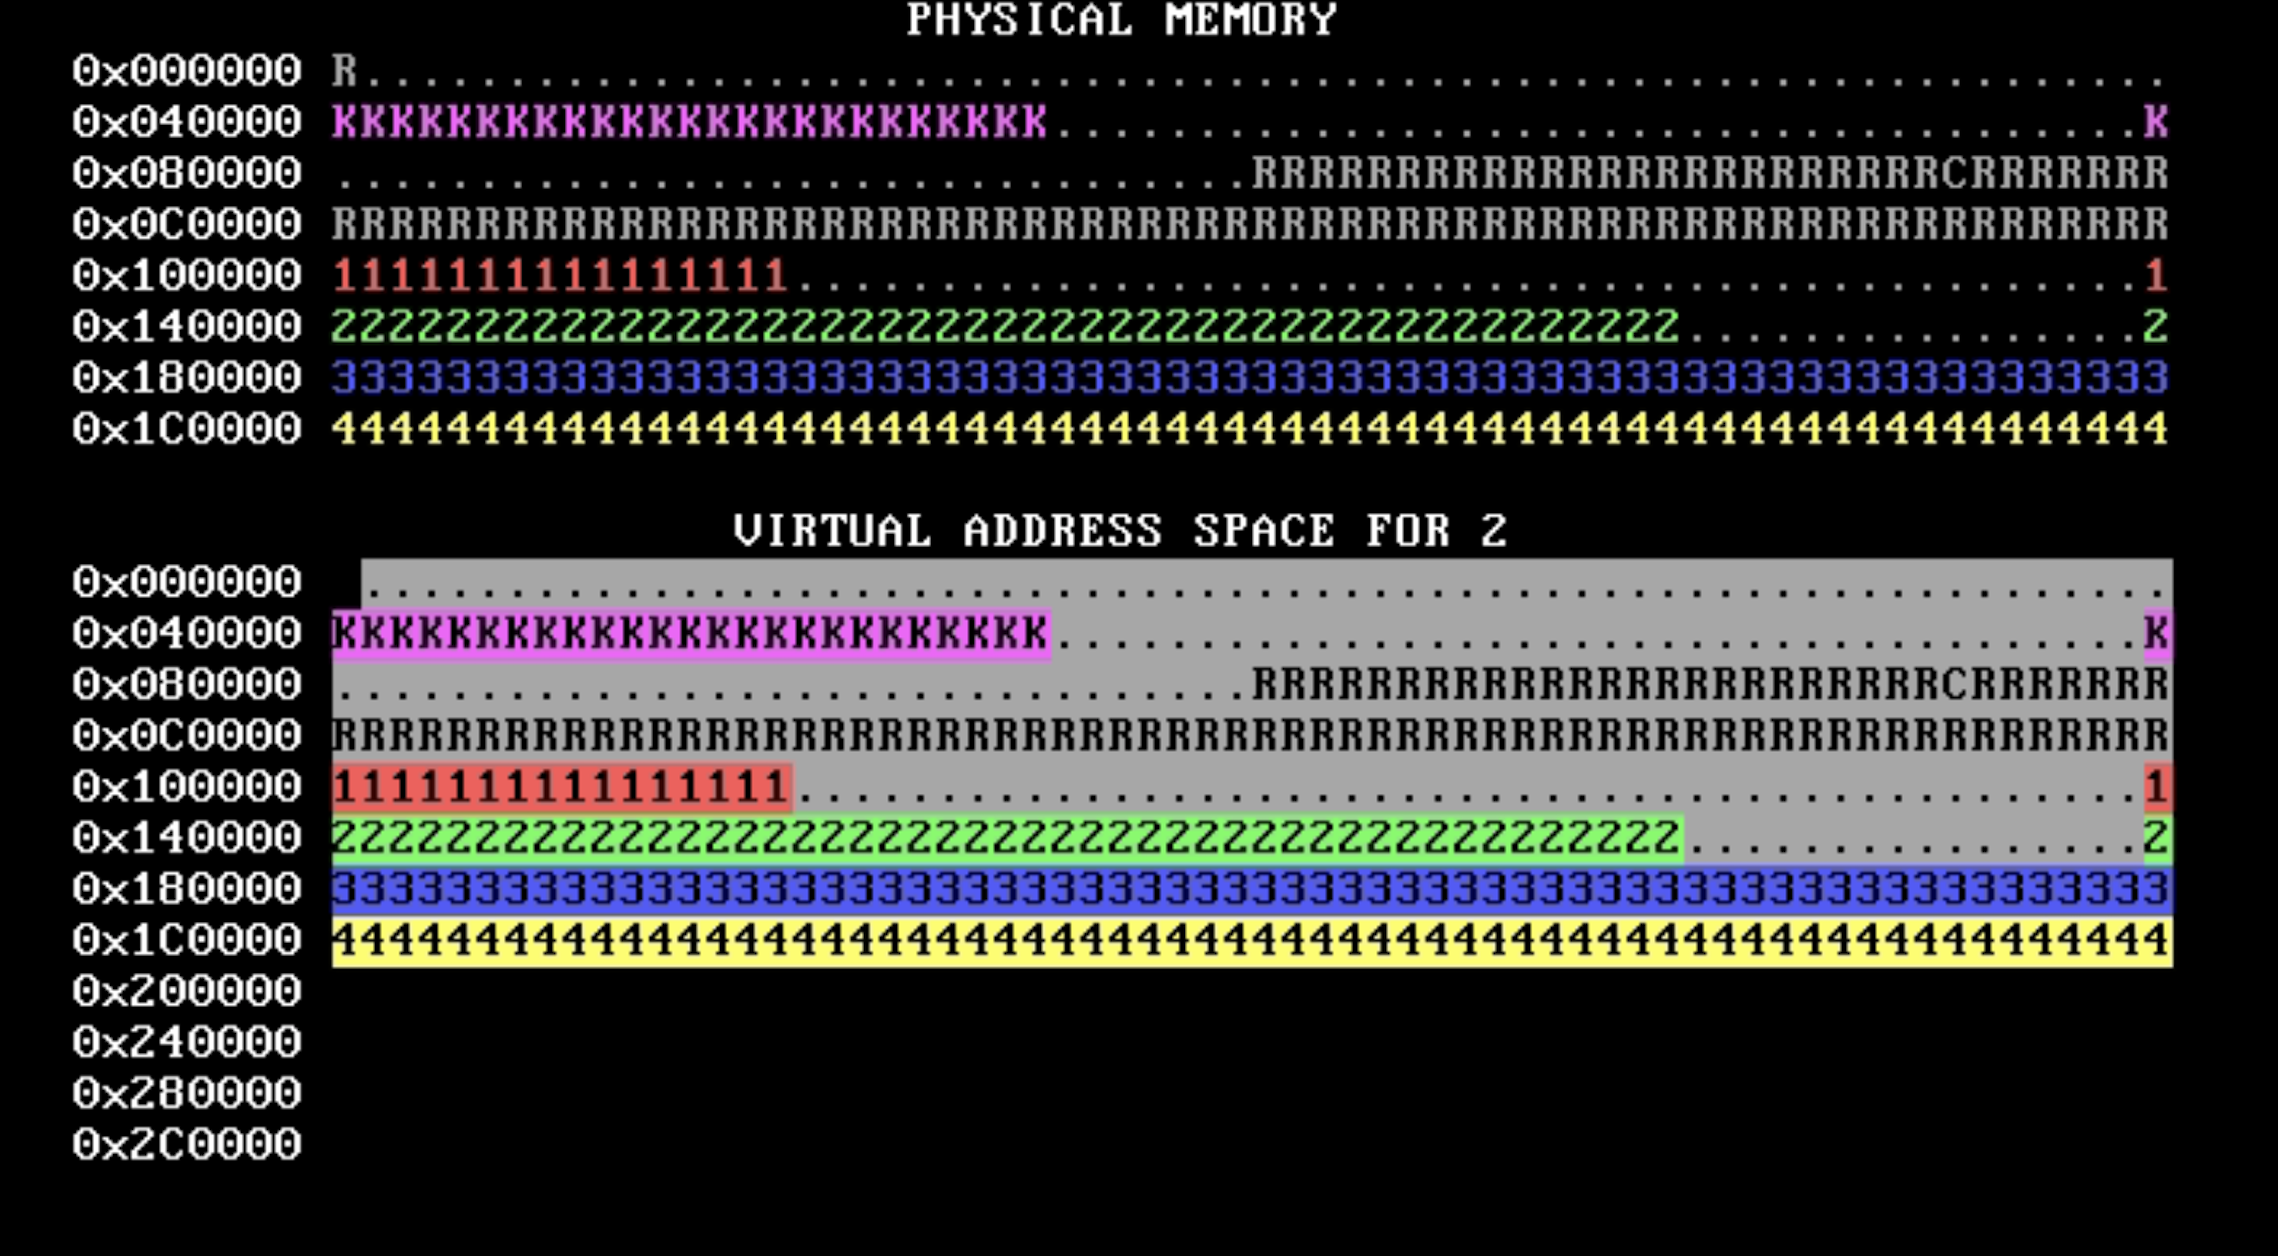 PHYSICAL MEMORY
0x000000 R...............................................................
0x040000 KKKKKKKKKKKKKKKKKKKKKKKKK......................................K
0x080000 ................................RRRRRRRRRRRRRRRRRRRRRRRRCRRRRRRR
0x0C0000 RRRRRRRRRRRRRRRRRRRRRRRRRRRRRRRRRRRRRRRRRRRRRRRRRRRRRRRRRRRRRRRR
0x100000 1111111111111111...............................................1
0x140000 22222222222222222222222222222222222222222222222................2
0x180000 3333333333333333333333333333333333333333333333333333333333333333
0x1C0000 4444444444444444444444444444444444444444444444444444444444444444
VIRTUAL ADDRESS SPACE FOR 2
0x000000  ...............................................................
0x040000 KKKKKKKKKKKKKKKKKKKKKKKKK......................................K
0x080000 ................................RRRRRRRRRRRRRRRRRRRRRRRRCRRRRRRR
0x0C0000 RRRRRRRRRRRRRRRRRRRRRRRRRRRRRRRRRRRRRRRRRRRRRRRRRRRRRRRRRRRRRRRR
0x100000 1111111111111111...............................................1
0x140000 22222222222222222222222222222222222222222222222................2
0x180000 3333333333333333333333333333333333333333333333333333333333333333
0x1C0000 4444444444444444444444444444444444444444444444444444444444444444
0x200000
0x240000
0x280000
0x2C0000